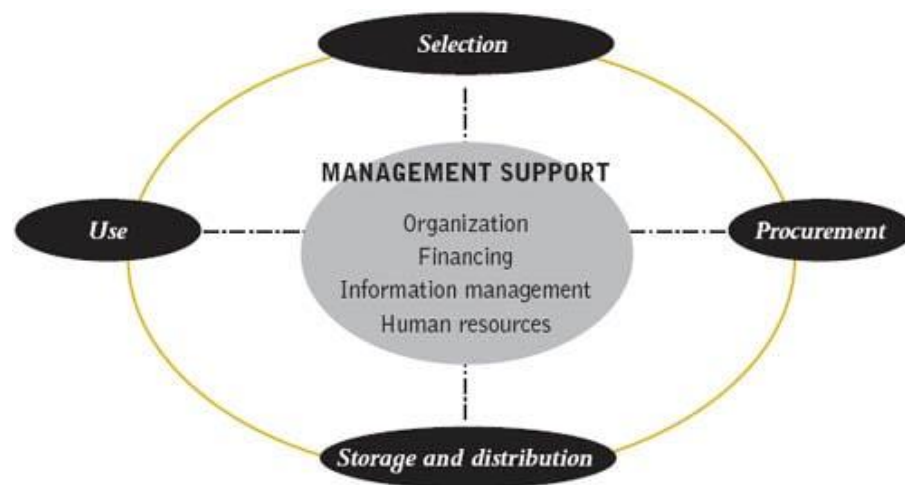 Selection
MANAGEMENT SUPPORT
Organization
Financing
Information management
Human resources
Use
Procurement
Storage and distribution